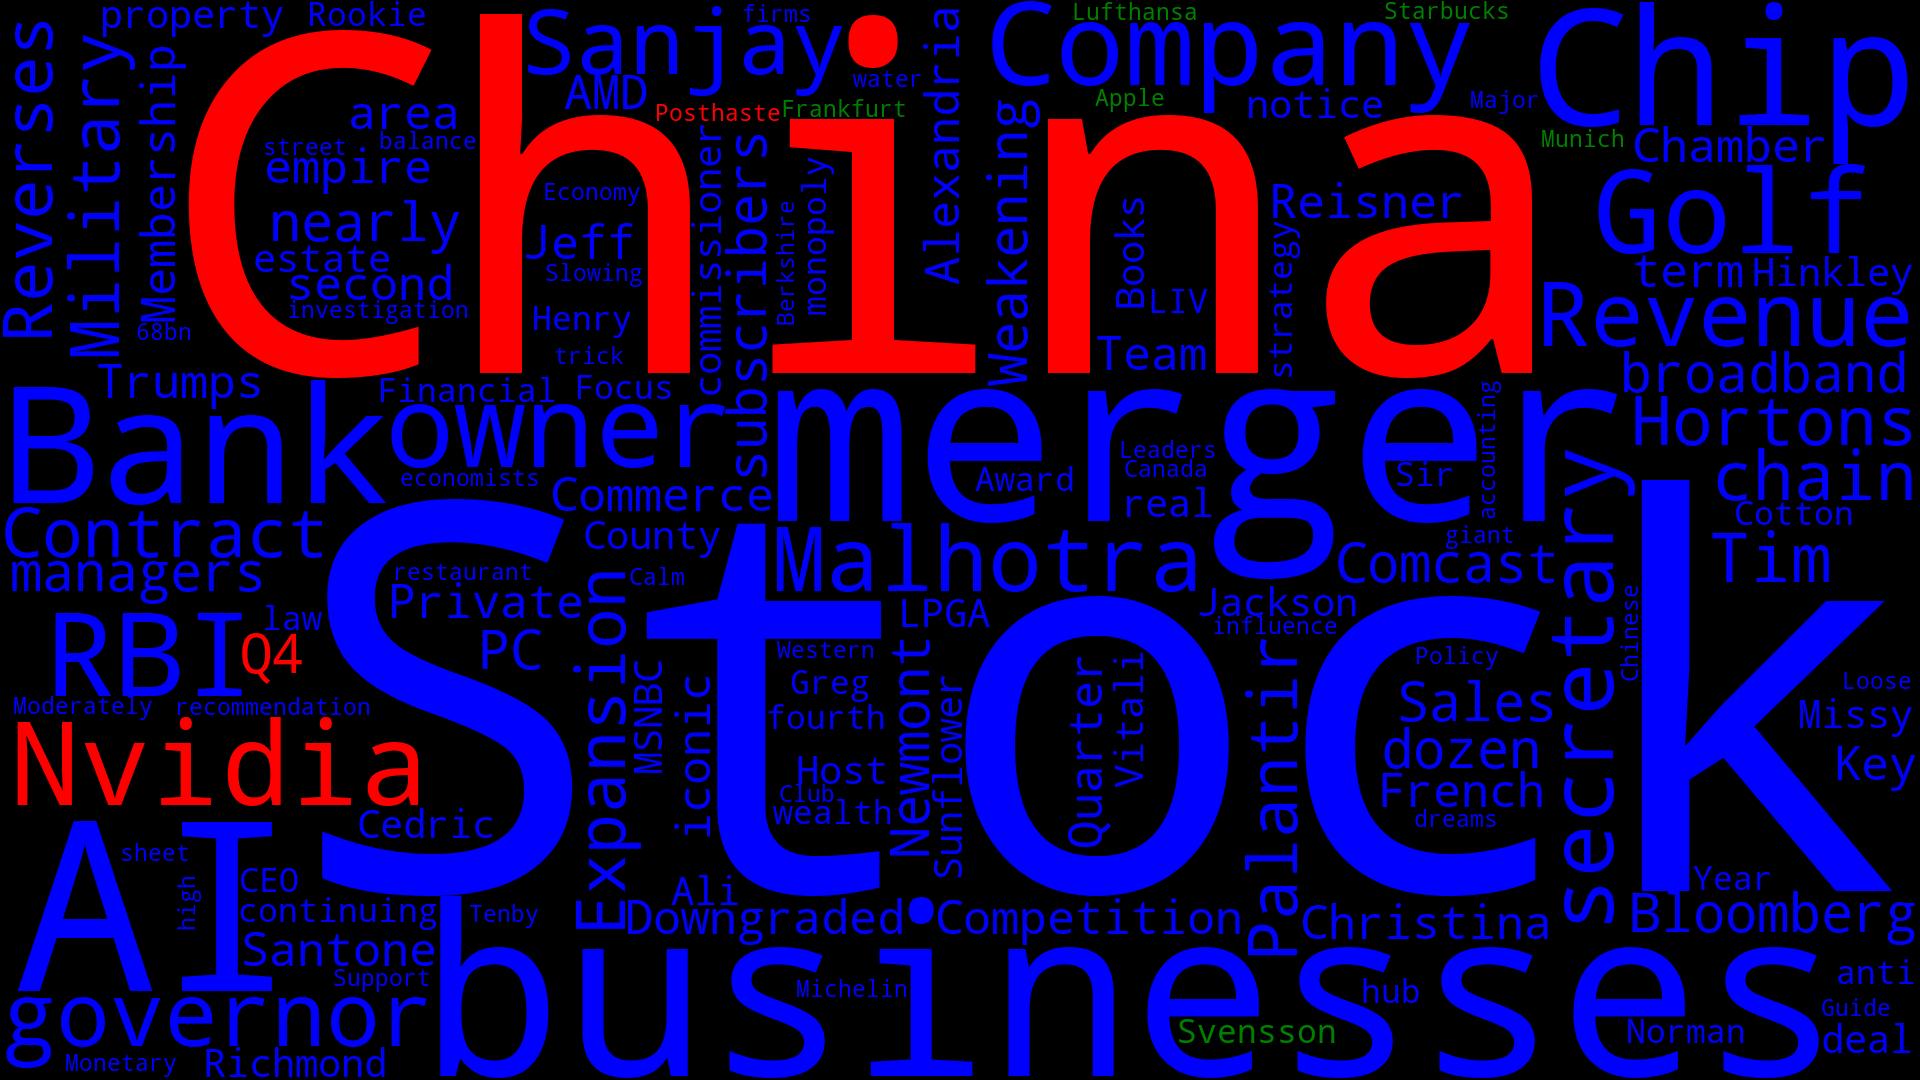 property Rookie
Sanjay
firms
Company
Lufthansa
Starbucks
Chip
Reverses
Military
Membership
China
AMD
water
Alexandria
Posthaste
Frankfurt
Apple
notice
Major
Munich
Chamber
area
street
balance
empire
Economy
commissioner
subscribers
monopoly
Berkshire
Weakening
Books
Reisner
Golf
nearly
Jeff
estate
Slowing
second
investigation
Henry
LIV
strategy
term
Hinkley
Revenue
68bn
trick
Team
Trumps
Financial
Focus
broadband
Bank
owner
merger
accounting
Hortons
economists
Leaders
Canada
Award
Sir
chain
Commerce
real
secretary
Cotton
Contract
County
Malhotra
giant
Comcast
Tim
managers
restaurant
Calm
Stock
Private
Expansion
LPGA
Jackson
influence
Chinese
RBI
law
Q4
PC
Western
Newmont
Quarter
Vitali
Palantir
Policy
MSNBC
iconic
Greg
Sunflower
Sales
Loose
Moderately
recommendation
fourth
Missy
Nvidia
dozen
Key
Host
club
French
wealth
Cedric
dreams
AI
sheet
high
CEO
Ali
Year
continuing
Tenby
Downgraded
Competition
Christina
Bloomberg
Santone
Support
businesses
Michelin
hub
anti
governor
Guide
Svensson
Norman
deal
Monetary
Richmond